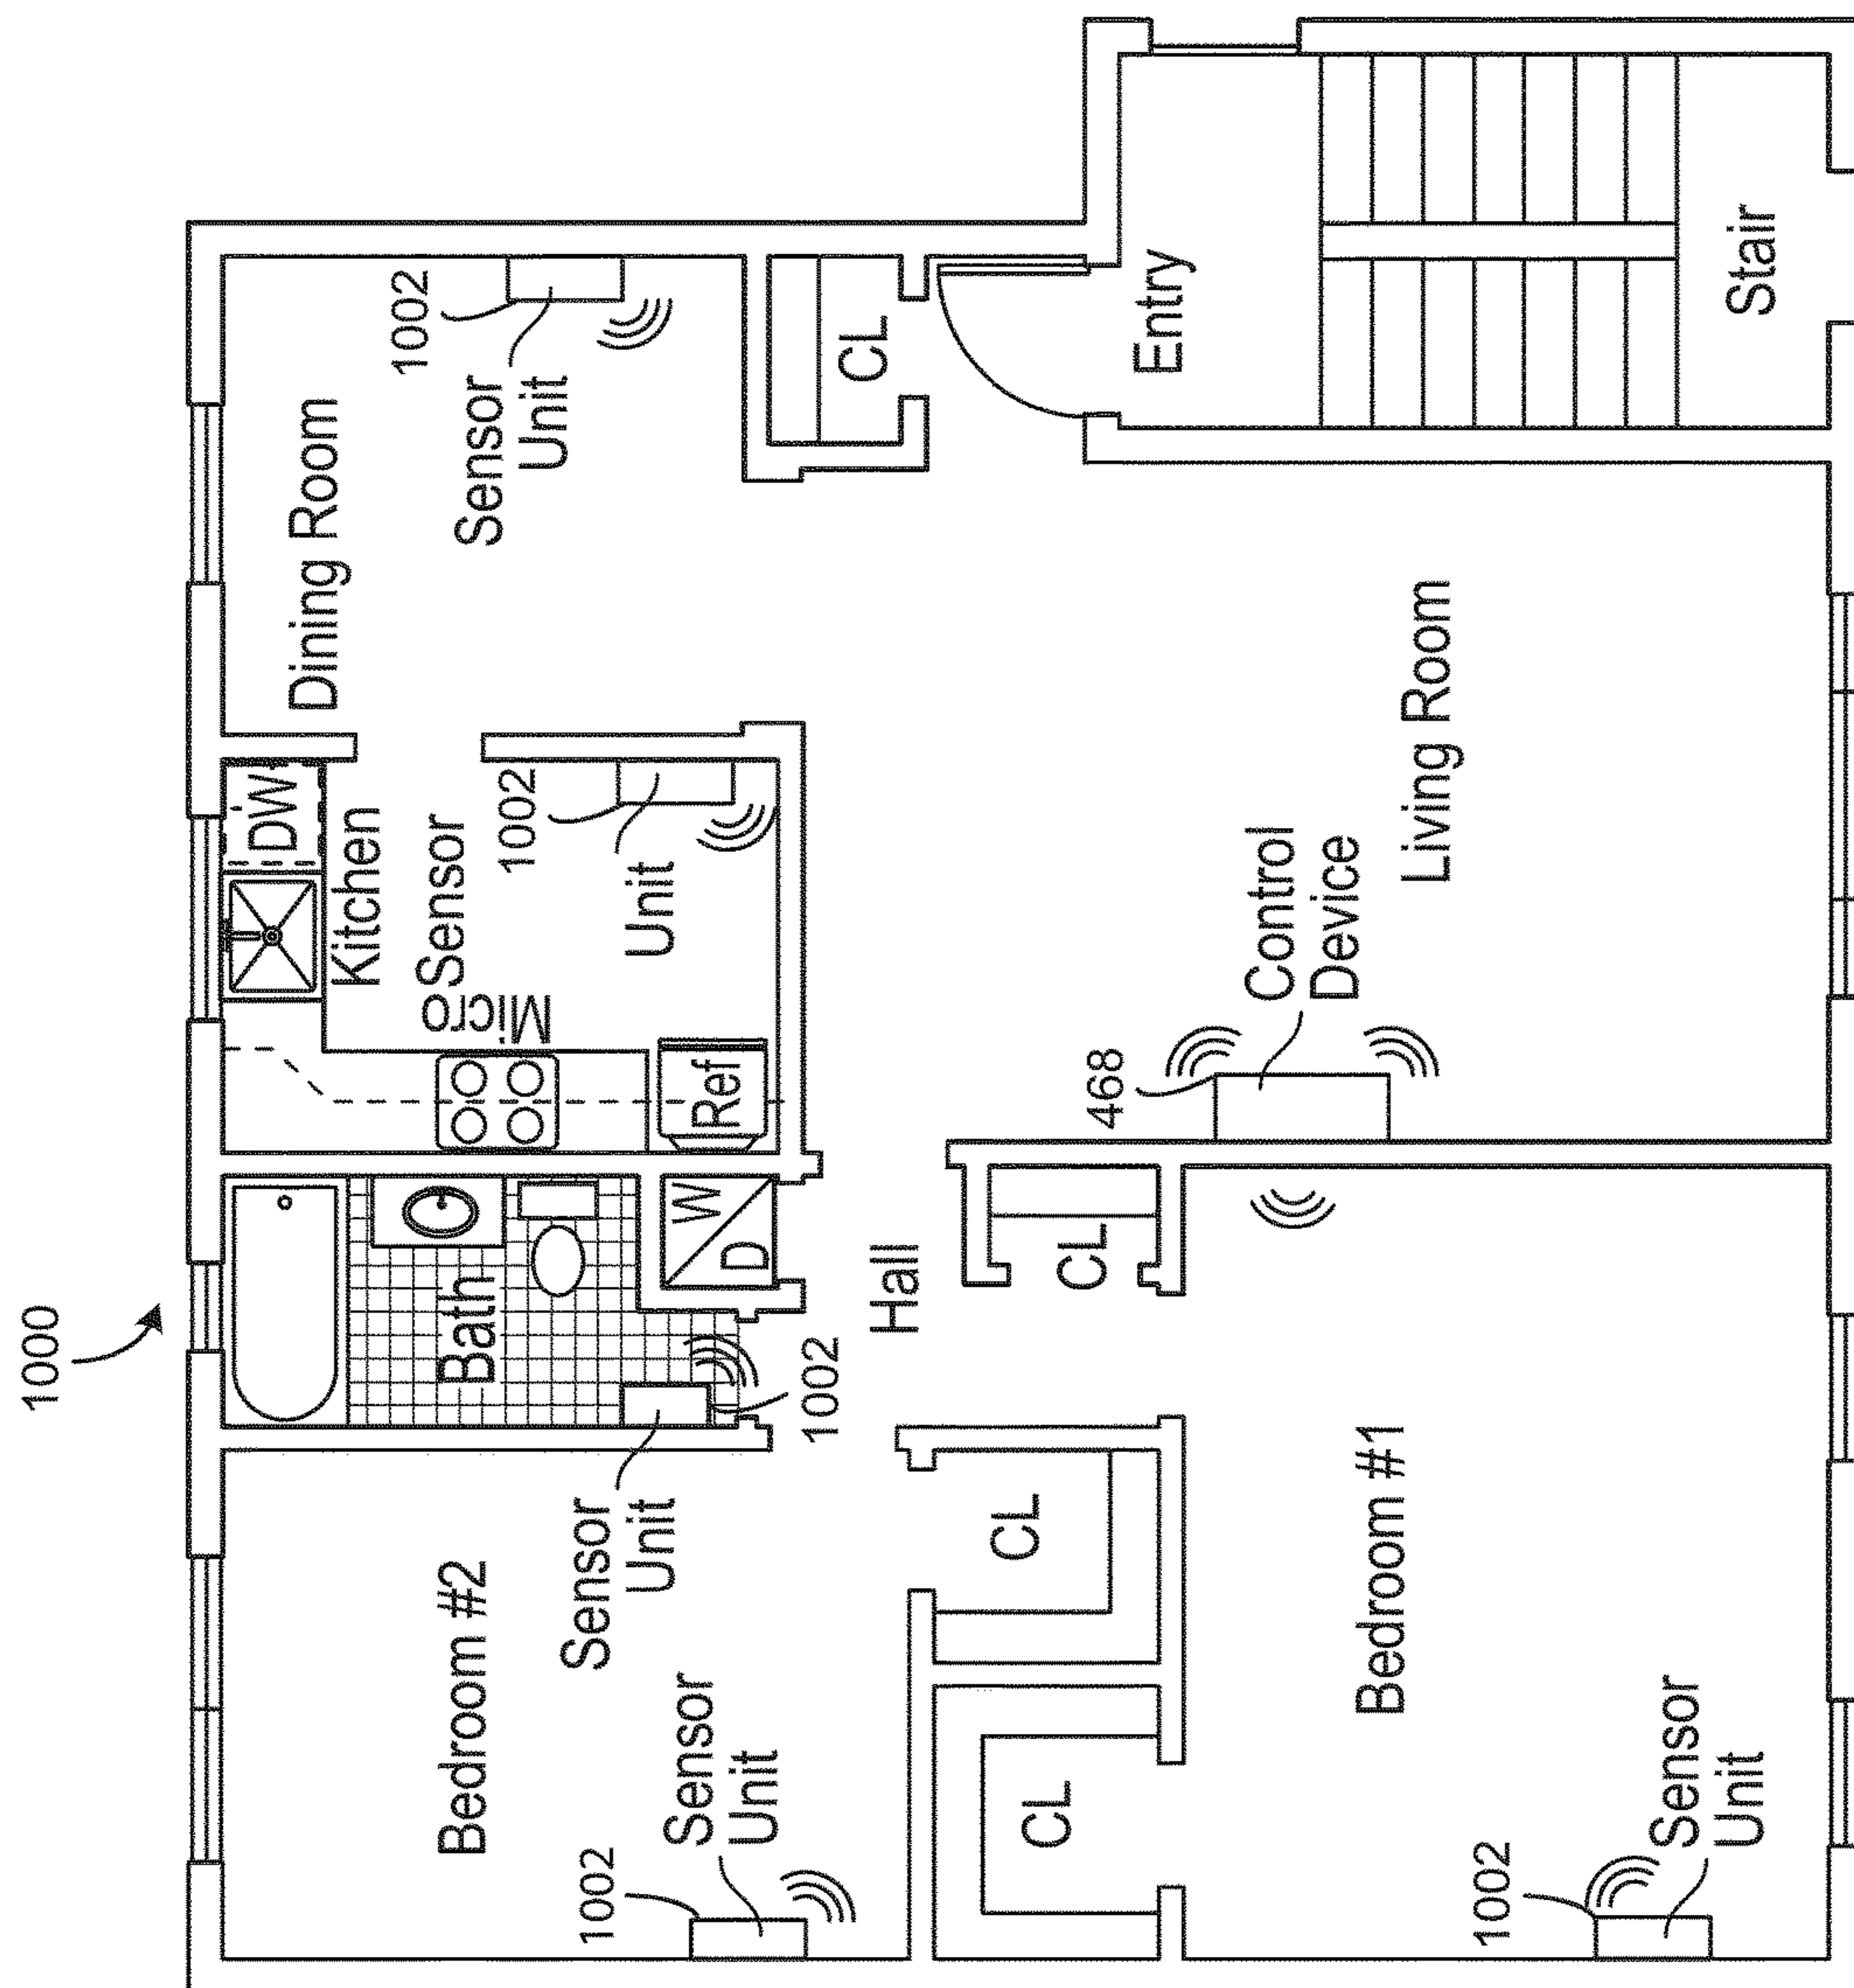 1000
Bedroom #2
Sensor
Unit
1002
Sensor
Unit
1002
Bath
W
D
Kitchen
DW
Sensor
Unit
1002
Micro
Ref
Dining Room
Sensor
Unit
1002
CL
Hall
CL
CL
CL
Entry
Stair
Bedroom #1
Sensor
Unit
1002
468
Control
Device
Living Room